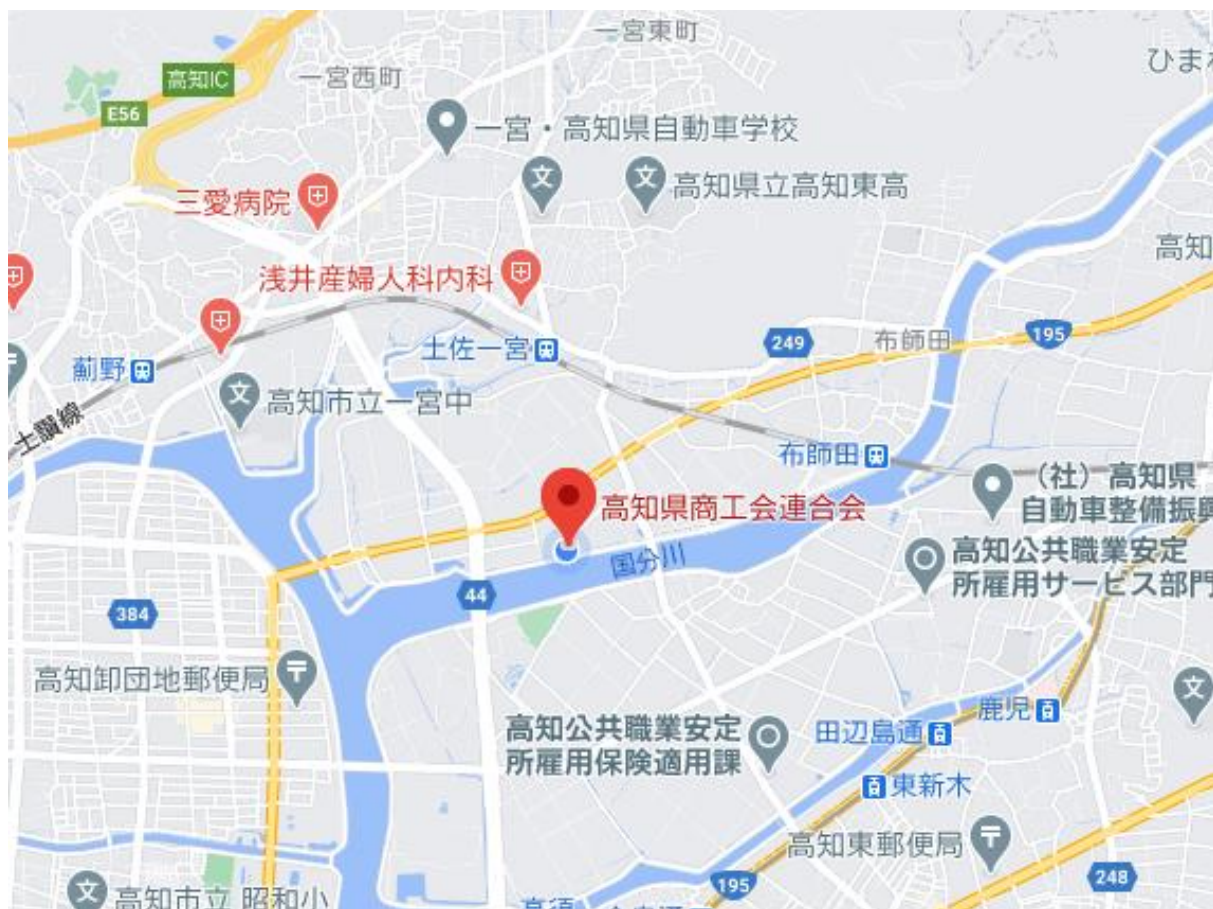 一宮東町
ひまわ
高知IC
一宮西町
E56
一宮・高知県自動車学校
高知県立高知東高
三愛病院
高知
浅井産婦人科内科
195
249
布師田
土佐一宮
薊野
高知市立一宮中
土讃線
布師田
(社)高知県
自動車整備振興
高知県商工会連合会
国分川
高知公共職業安定
所雇用サービス部門
44
384
高知卸団地郵便局
鹿児
高知公共職業安定
所雇用保険適用課
田辺島通
東新木
高知東郵便局
195
248
高知市立 昭和小
高須